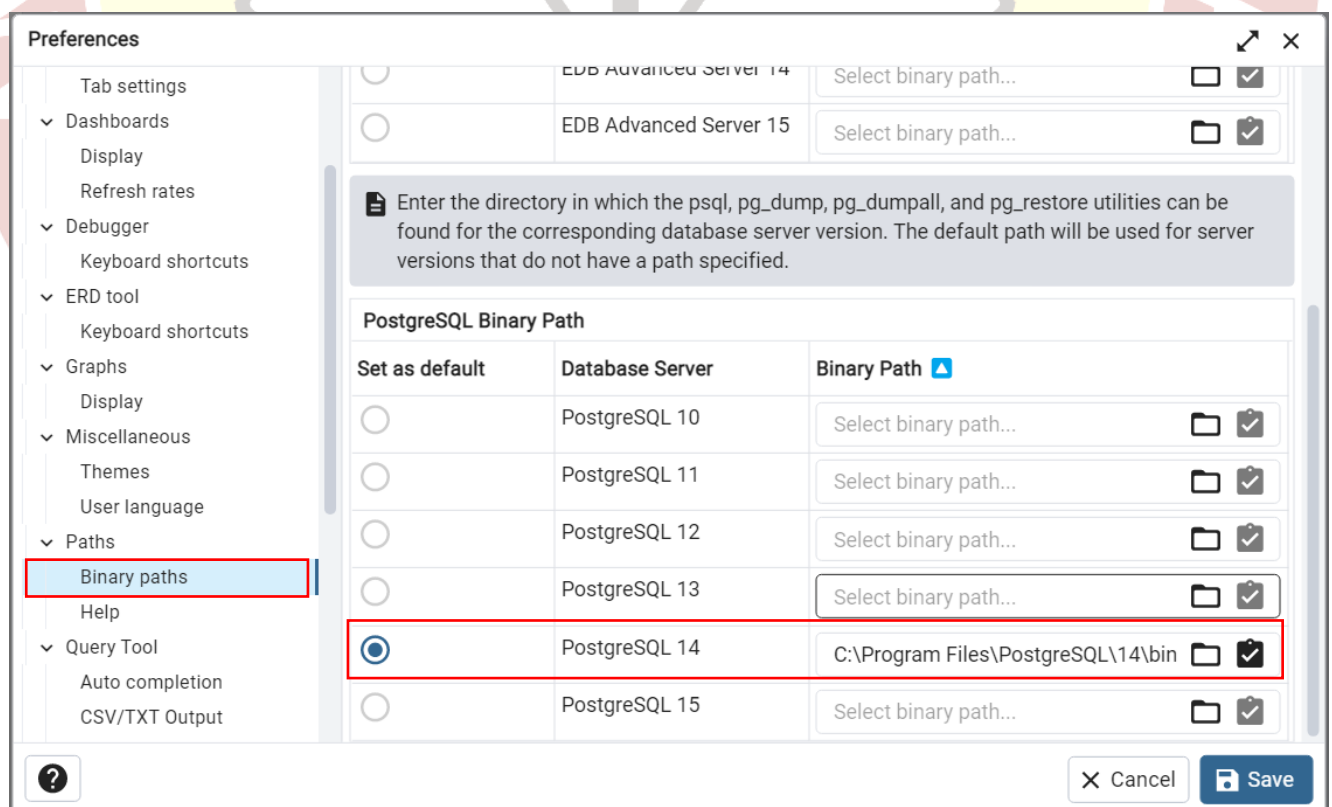 Preferences
Tab settings
Dashboards
Display
Refresh rates
Debugger
Keyboard shortcuts
ERD tool
Keyboard shortcuts
Graphs
Display
Miscellaneous
Themes
User language
Paths
Binary paths
Help
Query Tool
Auto completion
CSV/TXT Output
EDB Advanced Server 14 Select binary path...
EDB Advanced Server 15 Select binary path...
Enter the directory in which the psql, pg_dump, pg_dumpall, and pg_restore utilities can be
found for the corresponding database server version. The default path will be used for server
versions that do not have a path specified.
PostgreSQL Binary Path
Set as default Database Server Binary Path
PostgreSQL 10 Select binary path...
PostgreSQL 11 Select binary path...
PostgreSQL 12 Select binary path...
PostgreSQL 13 Select binary path...
PostgreSQL 14 C:\Program Files\PostgreSQL\14\bin
PostgreSQL 15 Select binary path...
? Cancel Save